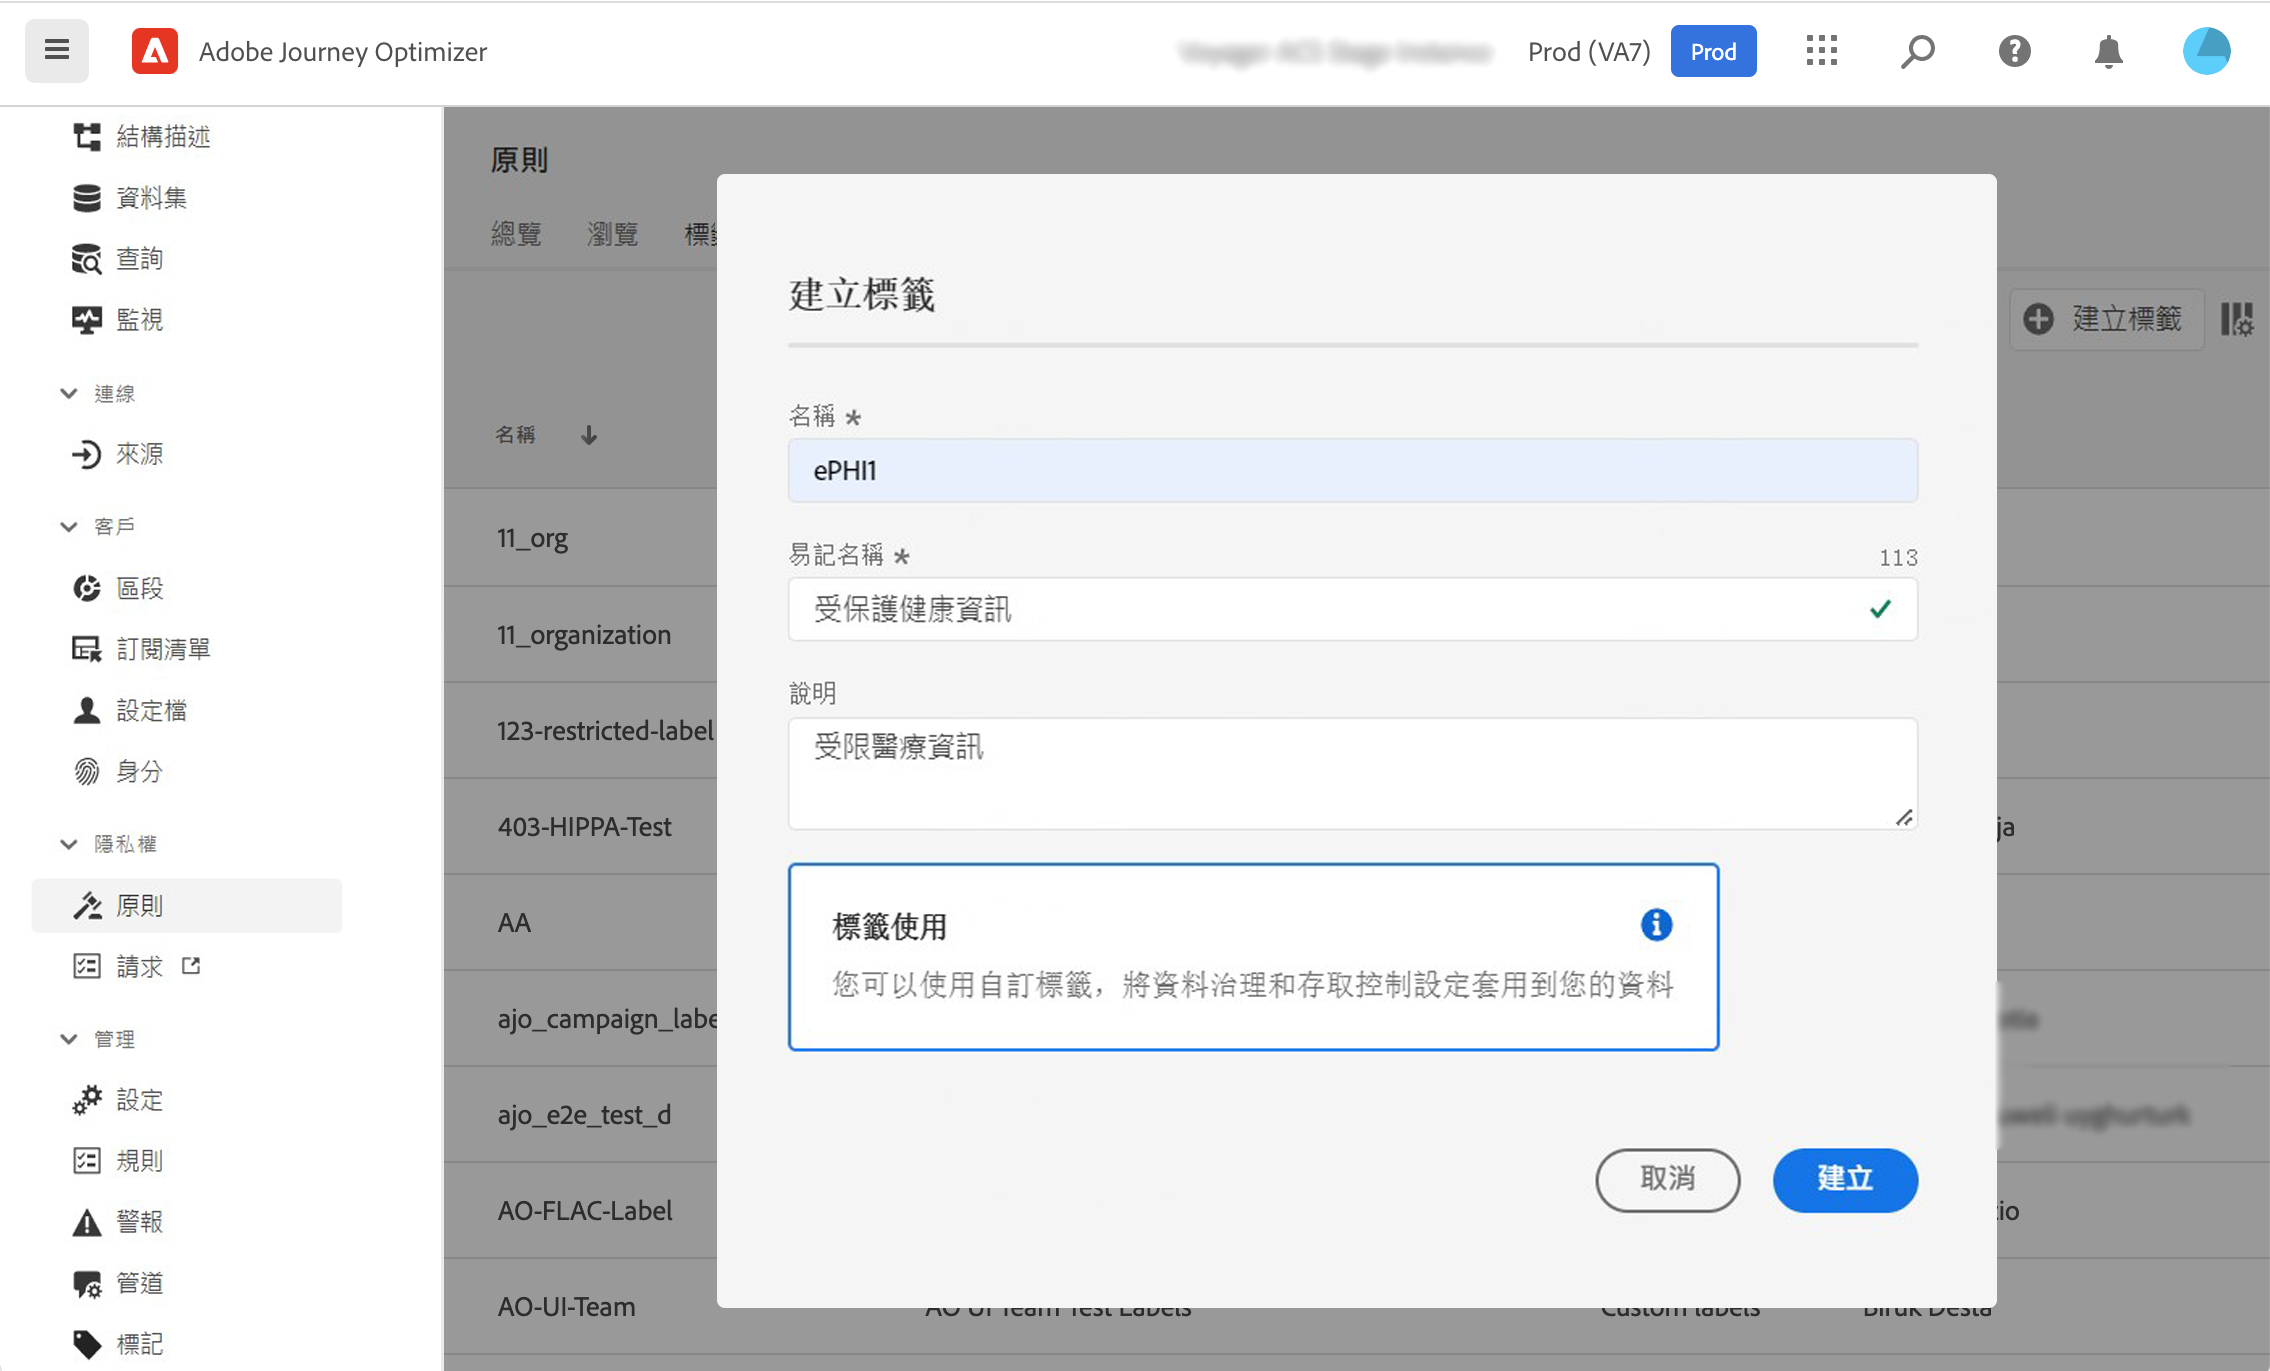 Adobe Journey Optimizer
Prod (VA7)
Prod
結構描述
資料集
查詢
監視
連線
來源
客戶
區段
訂閱清單
設定檔
身分
隱私權
原則
請求
管理
設定
規則
警報
管道
標記
原則
總覽 瀏覽
建立標籤
名稱
11_org
11_organization
123-restricted-label
403-HIPPA-Test
ja
AA
ajo_campaign_labe
ajo_e2e_test_d
AO-FLAC-Label
tio
AO-UI-Team AO UI Team Test Labels Custom labels Biruk Desta
建立標籤
名稱 *
ePHI1
易記名稱 * 113
受保護健康資訊
說明
受限醫療資訊
標籤使用
您可以使用自訂標籤，將資料治理和存取控制設定套用到您的資料
取消 建立